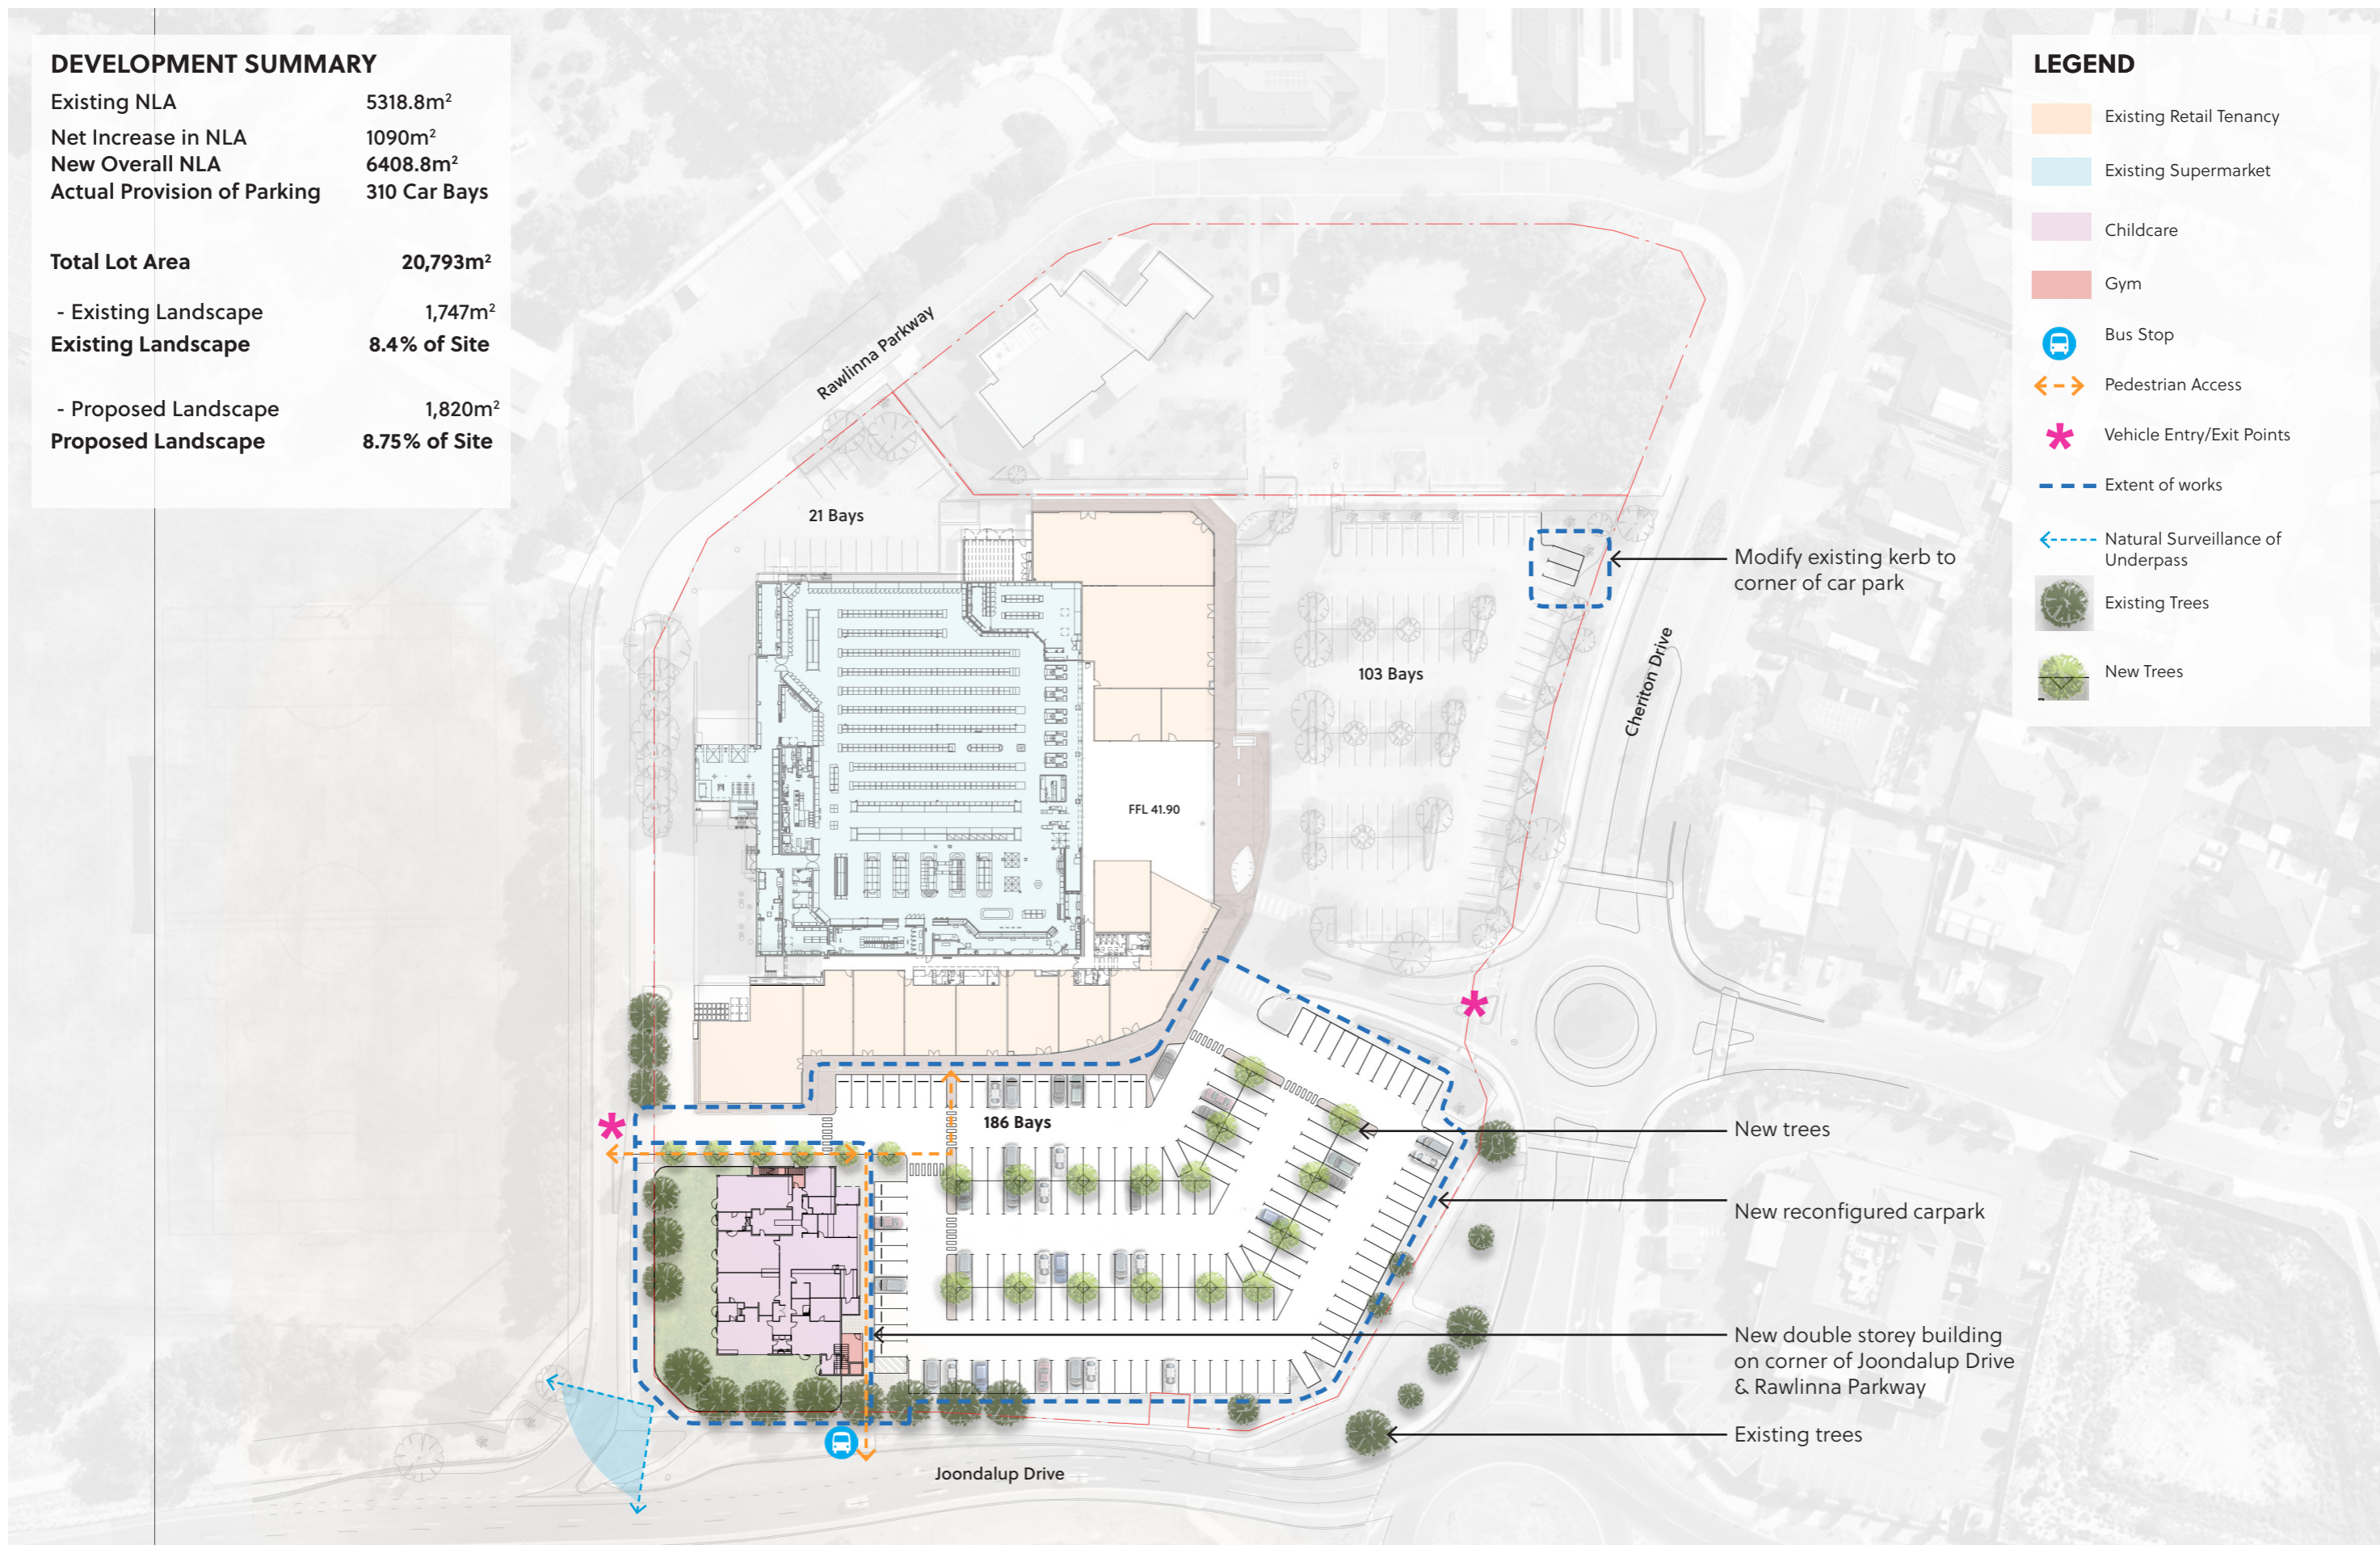 DEVELOPMENT SUMMARY
Existing NLA 5318.8m²
Net Increase in NLA 1090m²
New Overall NLA 6408.8m²
Actual Provision of Parking 310 Car Bays
Total Lot Area 20,793m²
- Existing Landscape 1,747m²
Existing Landscape 8.4% of Site
- Proposed Landscape 1,820m²
Proposed Landscape 8.75% of Site
LEGEND
Existing Retail Tenancy
Existing Supermarket
Childcare
Gym
Bus Stop
Pedestrian Access
Vehicle Entry/Exit Points
Extent of works
Natural Surveillance of
Underpass
Existing Trees
New Trees
Rawlinna Parkway
21 Bays
Modify existing kerb to
corner of car park
103 Bays
Cheriton Drive
FFL 41.90
186 Bays
New trees
New reconfigured carpark
New double storey building
on corner of Joondalup Drive
& Rawlinna Parkway
Existing trees
Joondalup Drive